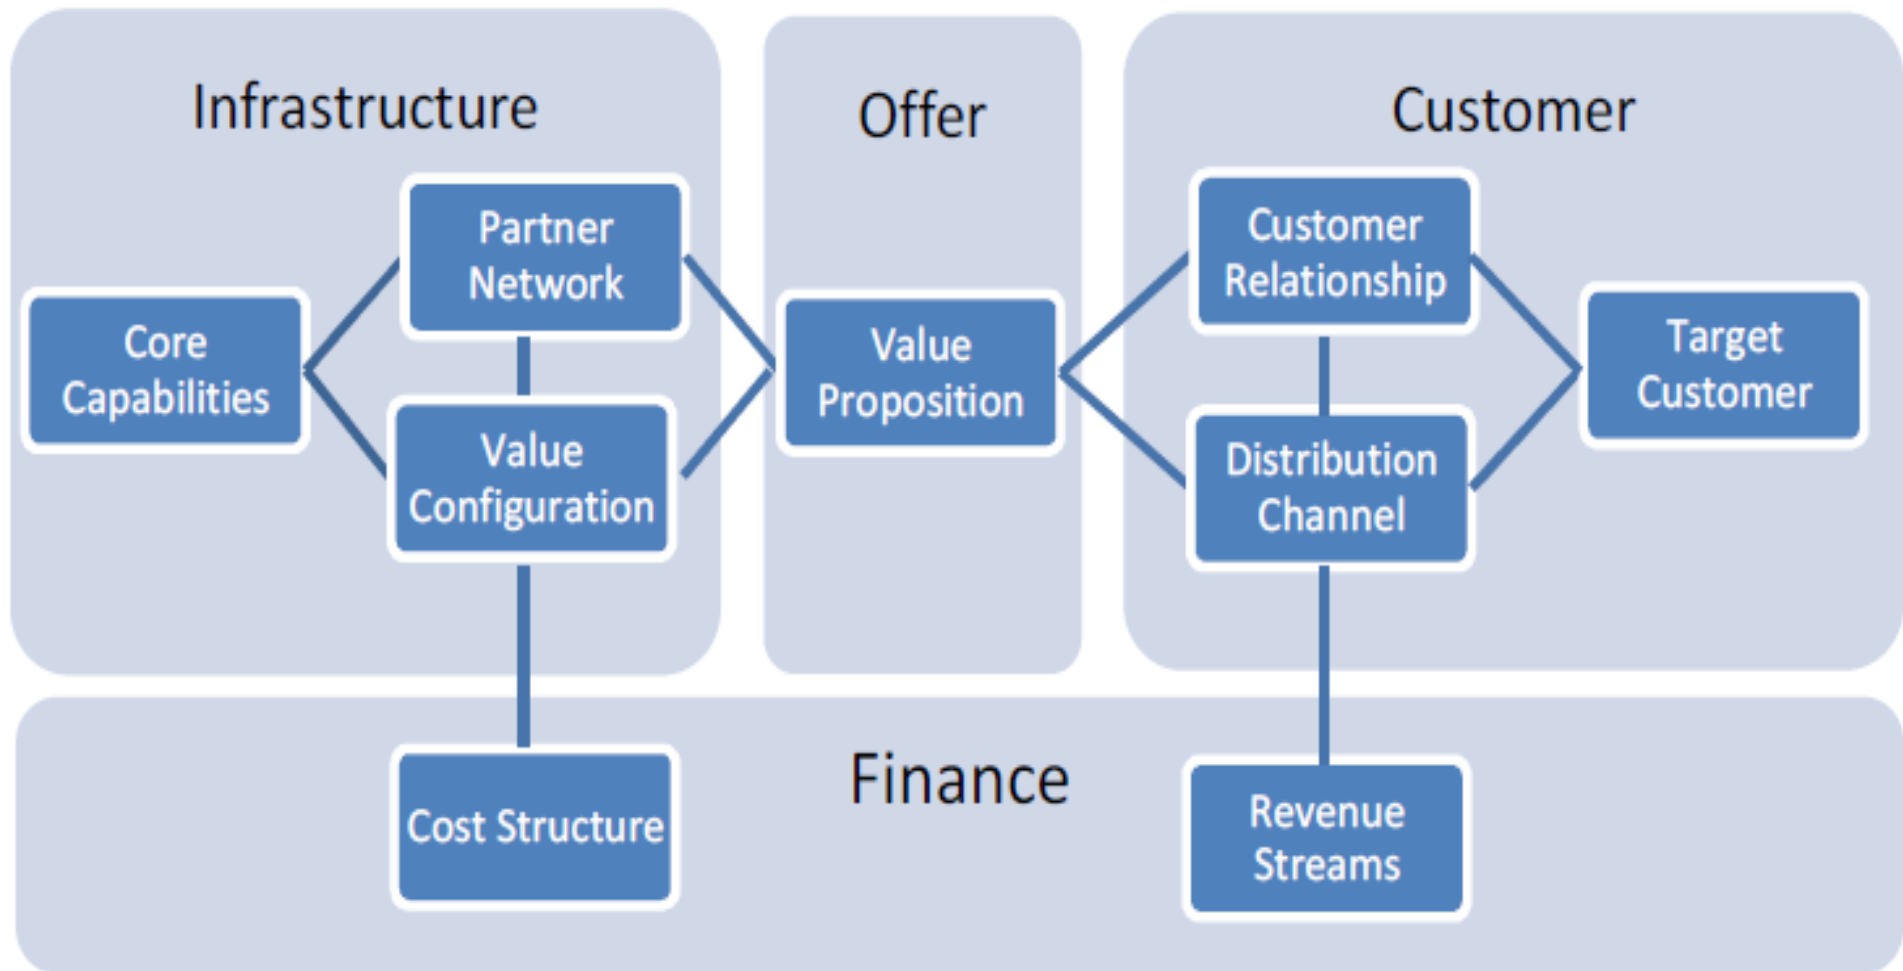 Infrastructure
Offer
Customer
Partner
Network
Core
Capabilities
Value
Configuration
Value
Proposition
Customer
Relationship
Distribution
Channel
Target
Customer
Finance
Cost Structure
Revenue
Streams